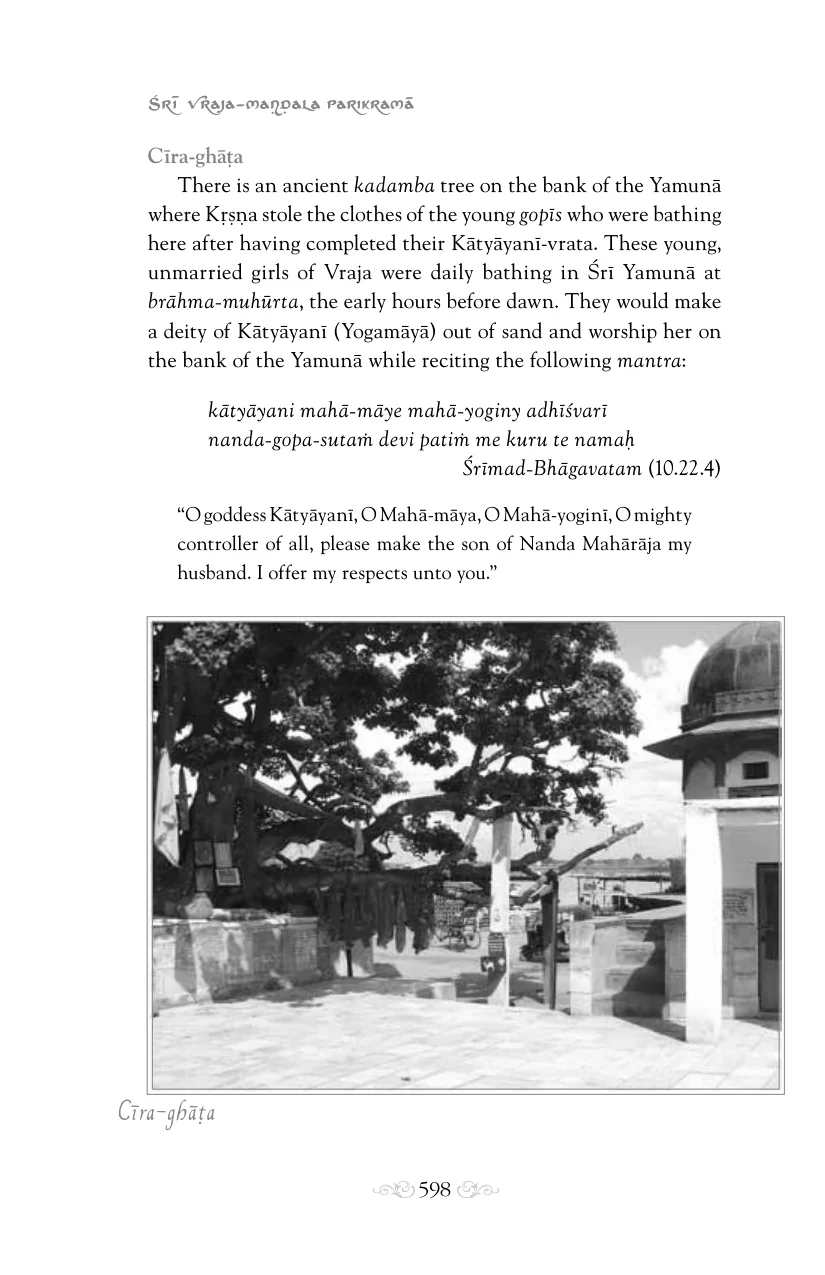 Śrī Vraja-maṇḍala Parikramā
Cīra-ghāṭa
There is an ancient kadamba tree on the bank of the Yamunā
where Kṛṣṇa stole the clothes of the young gopīs who were bathing
here after having completed their Kātyāyanī-vrata. These young,
unmarried girls of Vraja were daily bathing in Śrī Yamunā at
brāhma-muhūrta, the early hours before dawn. They would make
a deity of Kātyāyanī (Yogamāyā) out of sand and worship her on
the bank of the Yamunā while reciting the following mantra:
kātyāyani mahā-māye mahā-yoginy adhīśvarī
nanda-gopa-sutaṁ devi patiṁ me kuru te namaḥ
Śrīmad-Bhāgavatam (10.22.4)
“O goddess Kātyāyanī, O Mahā-māya, O Mahā-yoginī, O mighty
controller of all, please make the son of Nanda Mahārāja my
husband. I offer my respects unto you.”
Cīra-ghāṭa
598